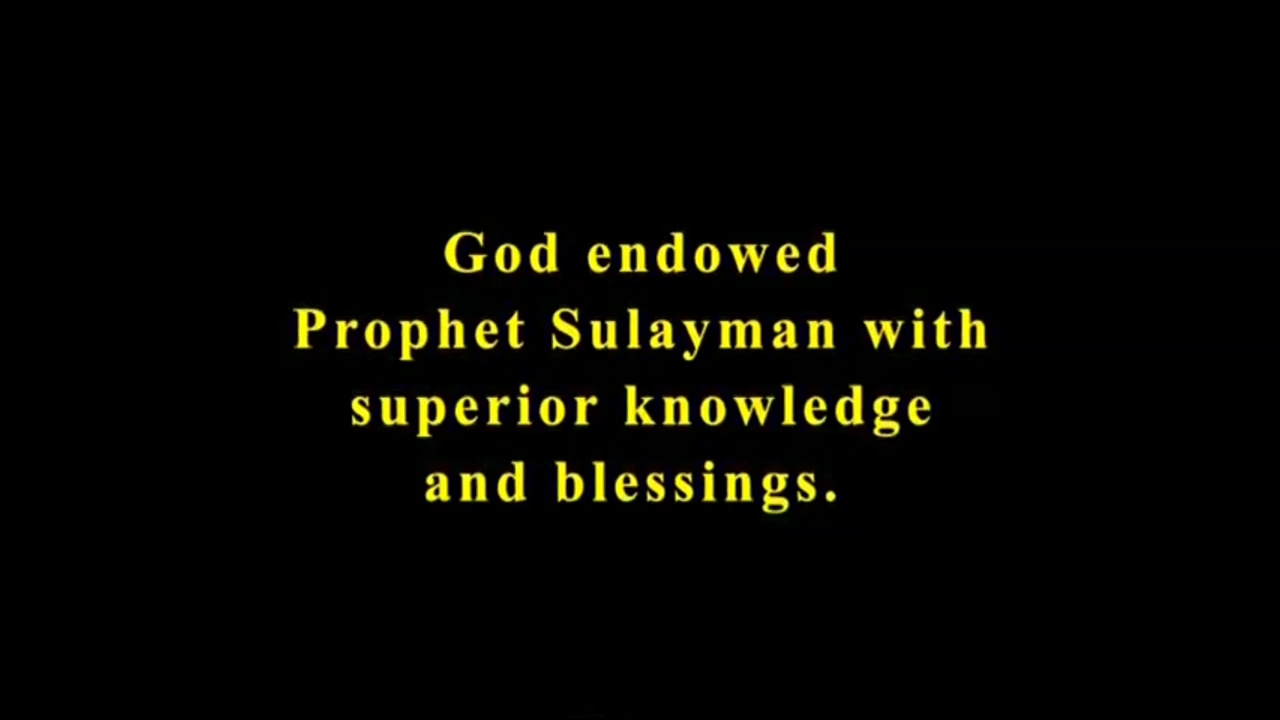 God endowed
Prophet Sulayman with
superior knowledge
and blessings.